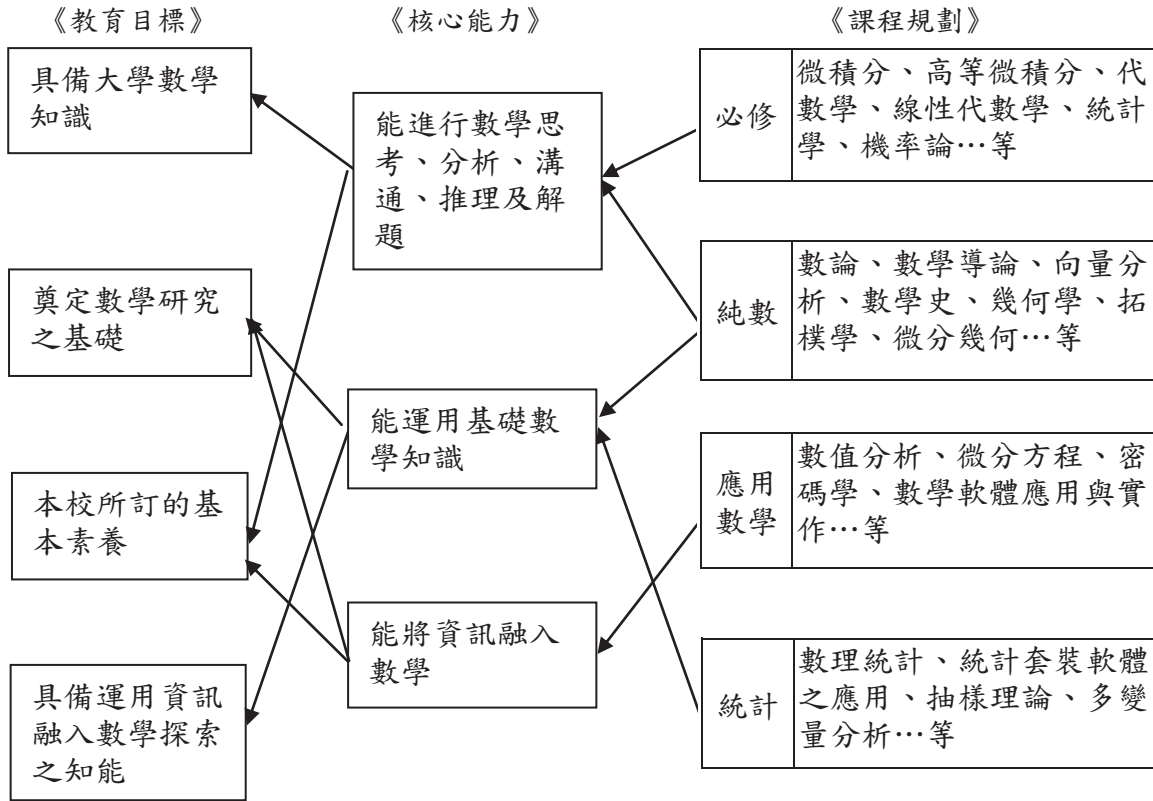 《教育目標》
《核心能力》
《課程規劃》
具備大學數學
知識
奠定數學研究
之基礎
本校所訂的基
本素養
具備運用資訊
融入數學探索
之知能
能進行數學思
考、分析、溝
通、推理及解
題
能運用基礎數
學知識
能將資訊融入
數學
必修
微積分、高等微積分、代
數學、線性代數學、統計
學、機率論…等
純數
數論、數學導論、向量分
析、數學史、幾何學、拓
樸學、微分幾何…等
應用
數學
數值分析、微分方程、密
碼學、數學軟體應用與實
作…等
統計
數理統計、統計套裝軟體
之應用、抽樣理論、多變
量分析…等